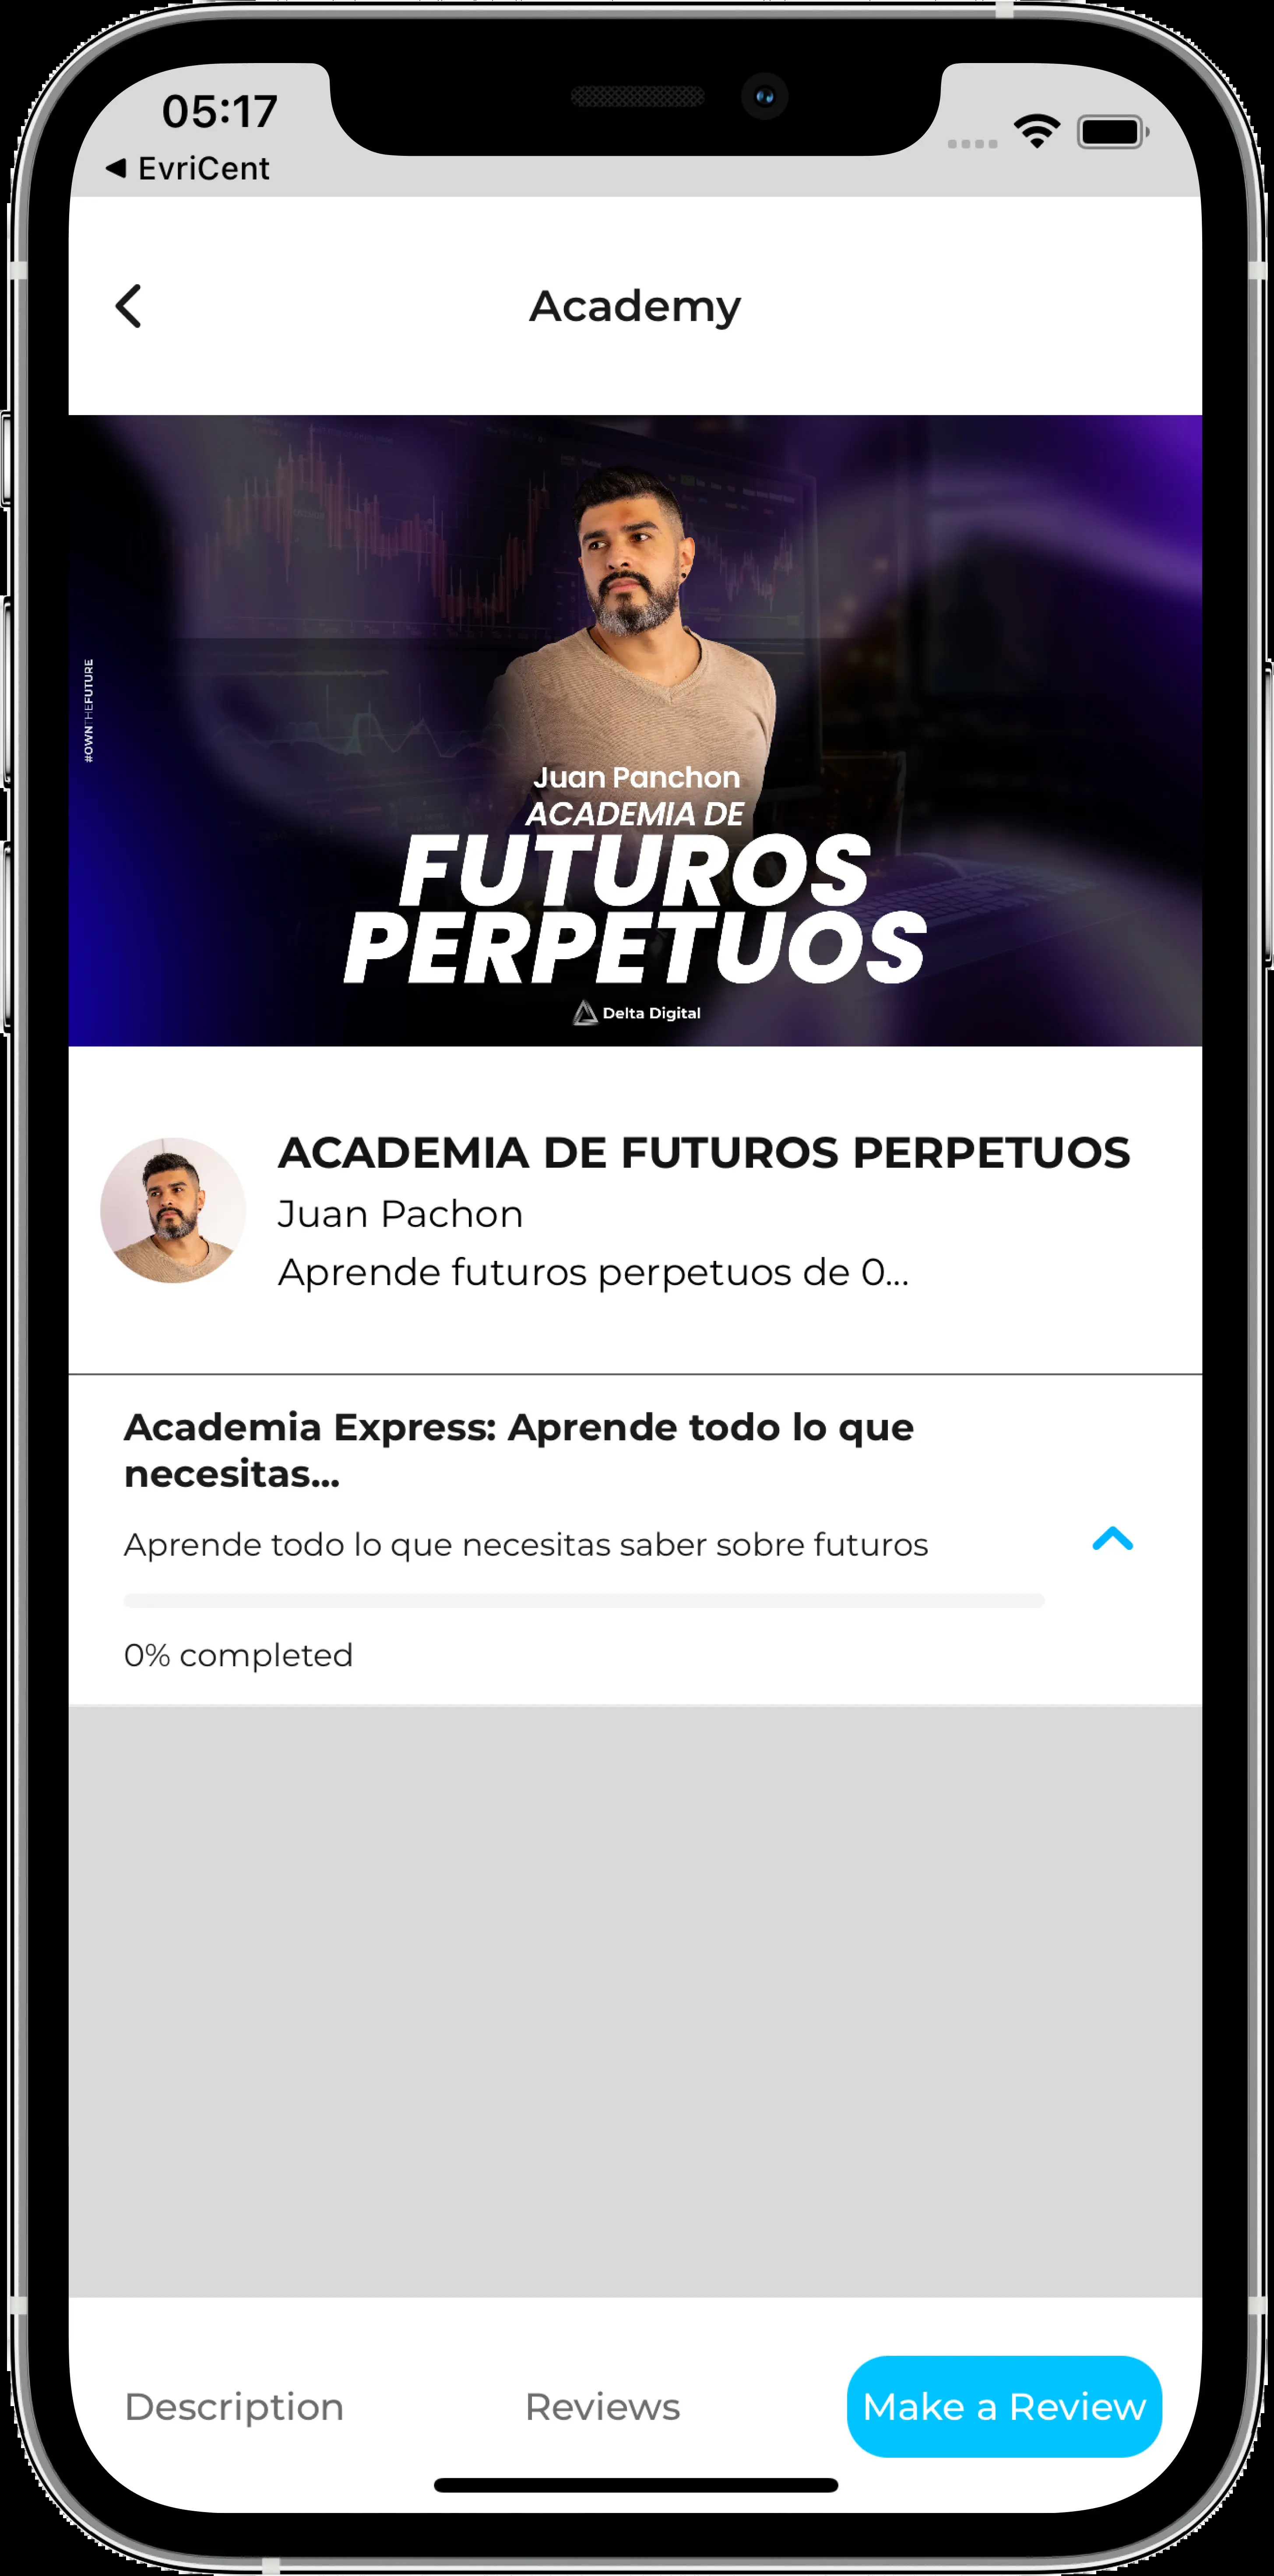 05:17
◀ EvriCent
Academy
#OWNTHEFUTURE
Juan Panchon
ACADEMIA DE
FUTUROS
PERPETUOS
Delta Digital
ACADEMIA DE FUTUROS PERPETUOS
Juan Pachon
Aprende futuros perpetuos de 0...
Academia Express: Aprende todo lo que
necesitas...
Aprende todo lo que necesitas saber sobre futuros
0% completed
Description
Reviews
Make a Review